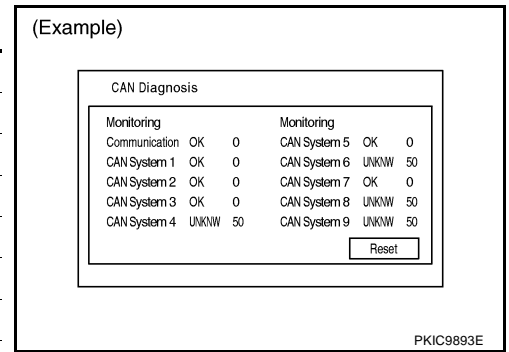 (Example)
CAN Diagnosis
Monitoring
Communication OK 0
CAN System 1 OK 0
CAN System 2 OK 0
CAN System 3 OK 0
CAN System 4 UNKNW 50
Monitoring
CAN System 5 OK 0
CAN System 6 UNKNW 50
CAN System 7 OK 0
CAN System 8 UNKNW 50
CAN System 9 UNKNW 50
Reset
PKIC9893E